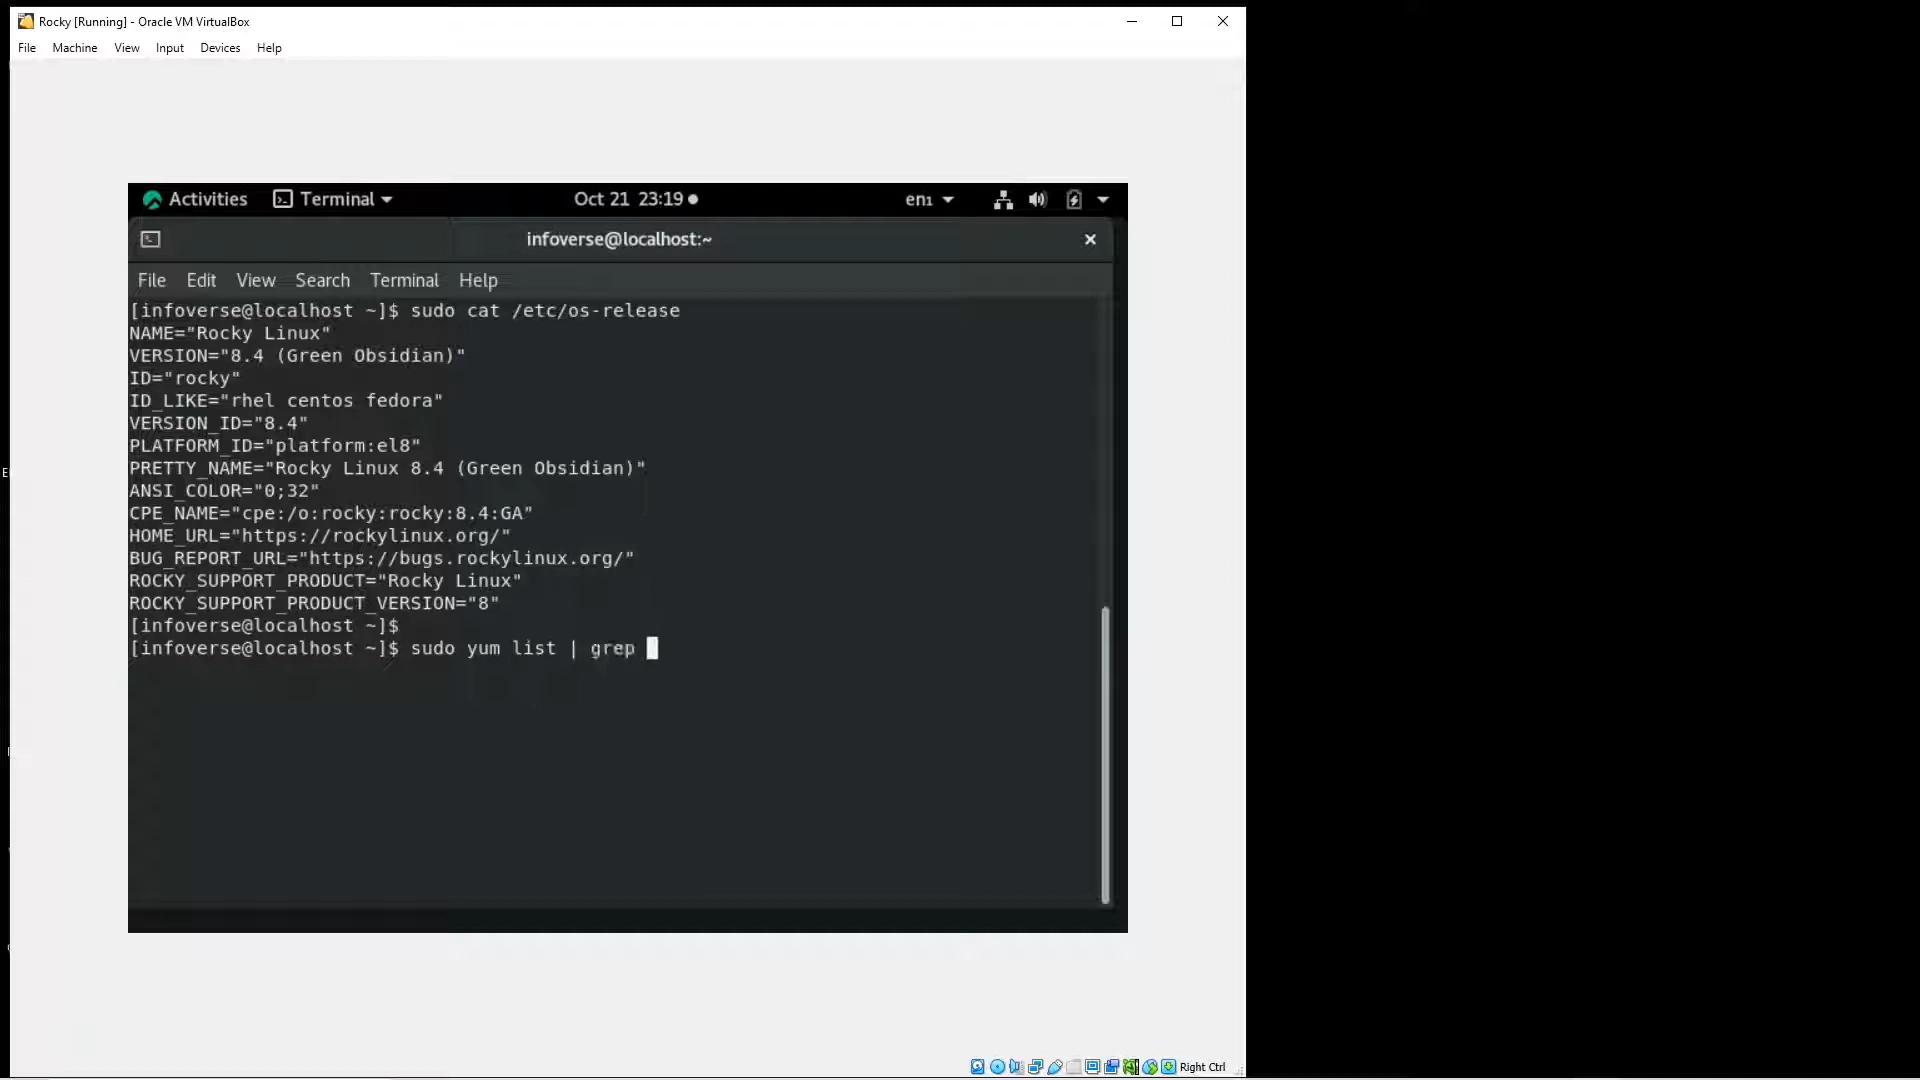 Rocky [Running] - Oracle VM VirtualBox
File Machine View Input Devices Help
Activities Terminal Oct 21 23:19 en₁
infoverse@localhost:~
File Edit View Search Terminal Help
[infoverse@localhost ~]$ sudo cat /etc/os-release
NAME="Rocky Linux"
VERSION="8.4 (Green Obsidian)"
ID="rocky"
ID_LIKE="rhel centos fedora"
VERSION_ID="8.4"
PLATFORM_ID="platform:el8"
PRETTY_NAME="Rocky Linux 8.4 (Green Obsidian)"
ANSI_COLOR="0;32"
CPE_NAME="cpe:/o:rocky:rocky:8.4:GA"
HOME_URL="https://rockylinux.org/"
BUG_REPORT_URL="https://bugs.rockylinux.org/"
ROCKY_SUPPORT_PRODUCT="Rocky Linux"
ROCKY_SUPPORT_PRODUCT_VERSION="8"
[infoverse@localhost ~]$
[infoverse@localhost ~]$ sudo yum list | grep
Right Ctrl